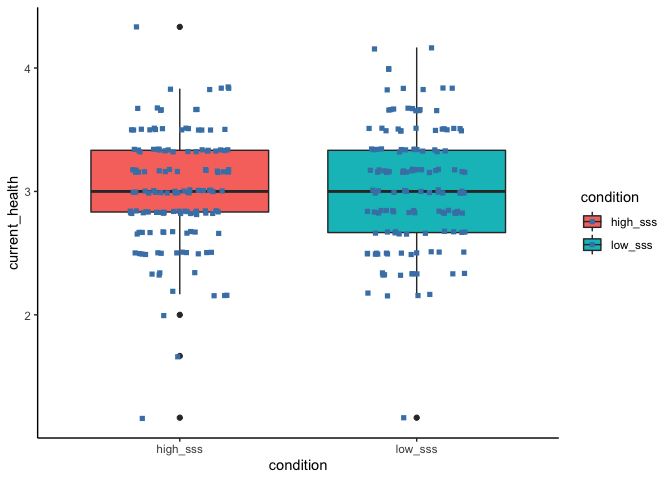 4
3
2
current_health
high_sss
low_sss
condition
condition
high_sss
low_sss